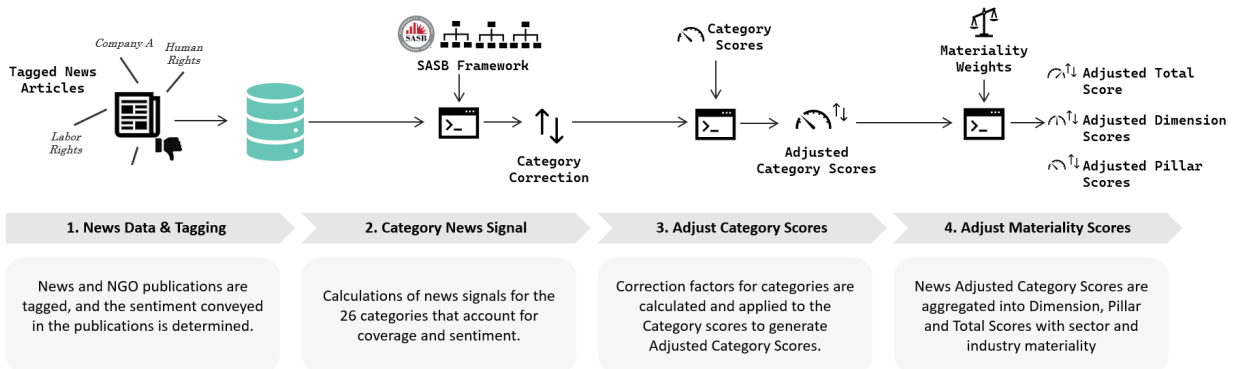 Company A
Human
Rights
Tagged News
Articles
Labor
Rights
SASB
SASB Framework
>_
Category
Correction
Category
Scores
>_
Adjusted
Category Scores
Materiality
Weights
>_
Adjusted Total
Score
Adjusted Dimension
Scores
Adjusted Pillar
Scores
1. News Data & Tagging
2. Category News Signal
3. Adjust Category Scores
4. Adjust Materiality Scores
News and NGO publications are
tagged, and the sentiment conveyed
in the publications is determined.
Calculations of news signals for the
26 categories that account for
coverage and sentiment.
Correction factors for categories are
calculated and applied to the
Category scores to generate
Adjusted Category Scores.
News Adjusted Category Scores are
aggregated into Dimension, Pillar
and Total Scores with sector and
industry materiality